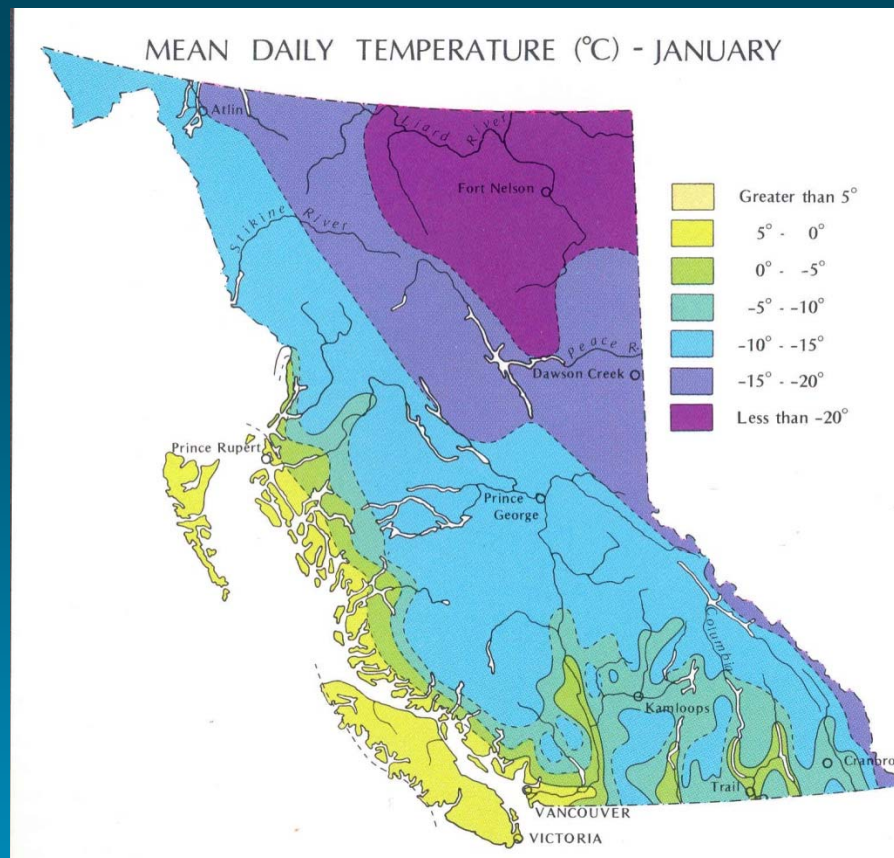 MEAN DAILY TEMPERATURE (°C) - JANUARY
Atlin
Liard River
Fort Nelson
Stikine River
Greater than 5°
5° - 0°
0° - -5°
-5° - -10°
-10° - -15°
-15° - -20°
Less than -20°
Peace R
Dawson Creek
Prince Rupert
Prince
George
Columbia
Kamloops
Cranbro
Trail
VANCOUVER
VICTORIA